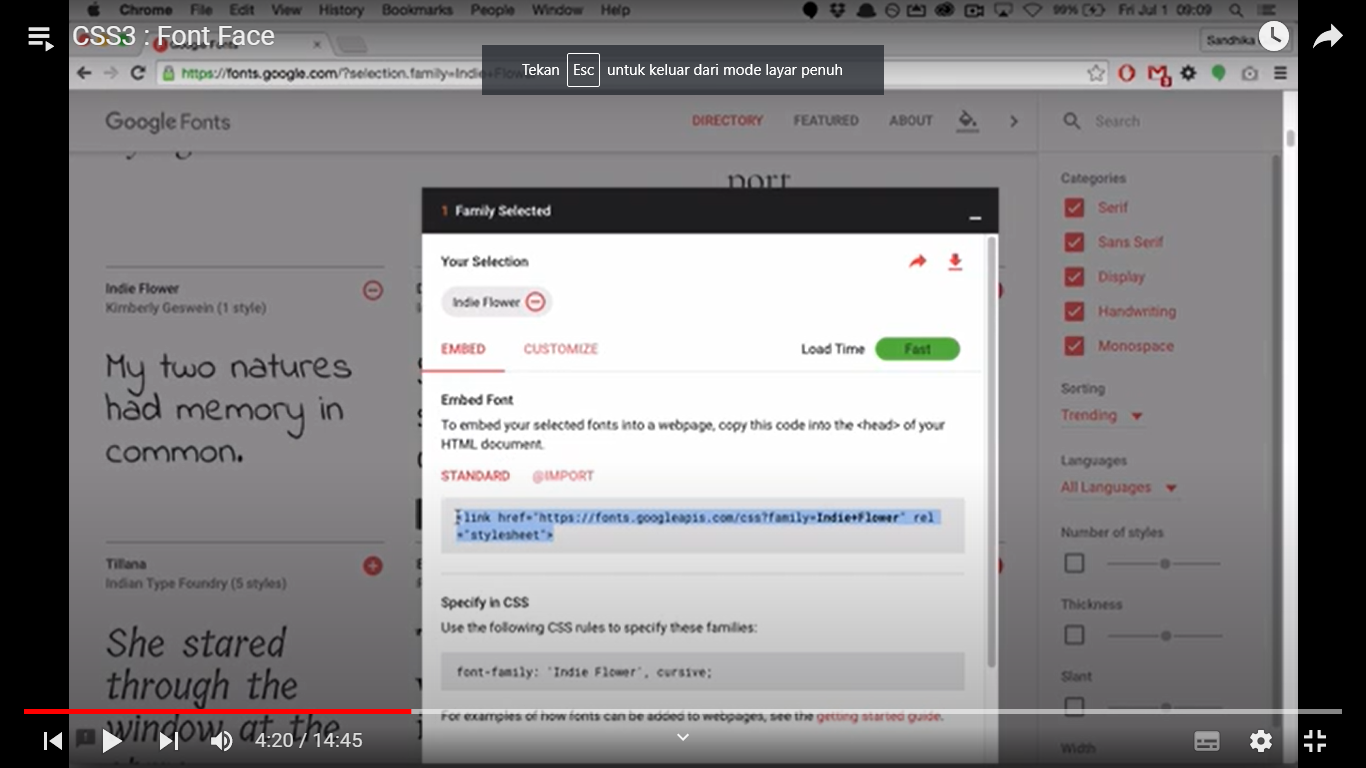 Chrome File Edit View History Bookmarks People Window Help 99% Fri Jul 1 09:09
CSS3 : Font Face
Sandhika
Tekan Esc untuk keluar dari mode layar penuh
https://fonts.google.com/?selection.family=Indie+Flower
Google Fonts
DIRECTORY FEATURED ABOUT
Search
port
1 Family Selected
Your Selection
Indie Flower
EMBED CUSTOMIZE
Load Time Fast
Embed Font
To embed your selected fonts into a webpage, copy this code into the <head> of your
HTML document.
STANDARD @IMPORT
<link href="https://fonts.googleapis.com/css?family=Indie+Flower" rel
="stylesheet">
Specify in CSS
Use the following CSS rules to specify these families:
font-family: 'Indie Flower', cursive;
For examples of how fonts can be added to webpages, see the getting started guide.
Indie Flower
Kimberly Geswein (1 style)
My two natures
had memory in
common.
Tillana
Indian Type Foundry (5 styles)
She stared
through the
window at the
Categories
Serif
Sans Serif
Display
Handwriting
Monospace
Sorting
Trending
Languages
All Languages
Number of styles
Thickness
Slant
Width
4:20 / 14:45